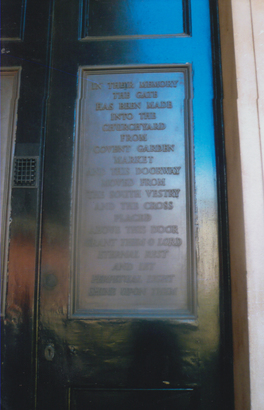 IN THEIR MEMORY
THE GATE
HAS BEEN MADE
INTO THE
CHURCHYARD
FROM
COVENT GARDEN
MARKET
AND THIS DOORWAY
MOVED FROM
THE SOUTH VESTRY
AND THE CROSS
PLACED
ABOVE THIS DOOR
GRANT THEM O LORD
ETERNAL REST
AND LET
PERPETUAL LIGHT
SHINE UPON THEM